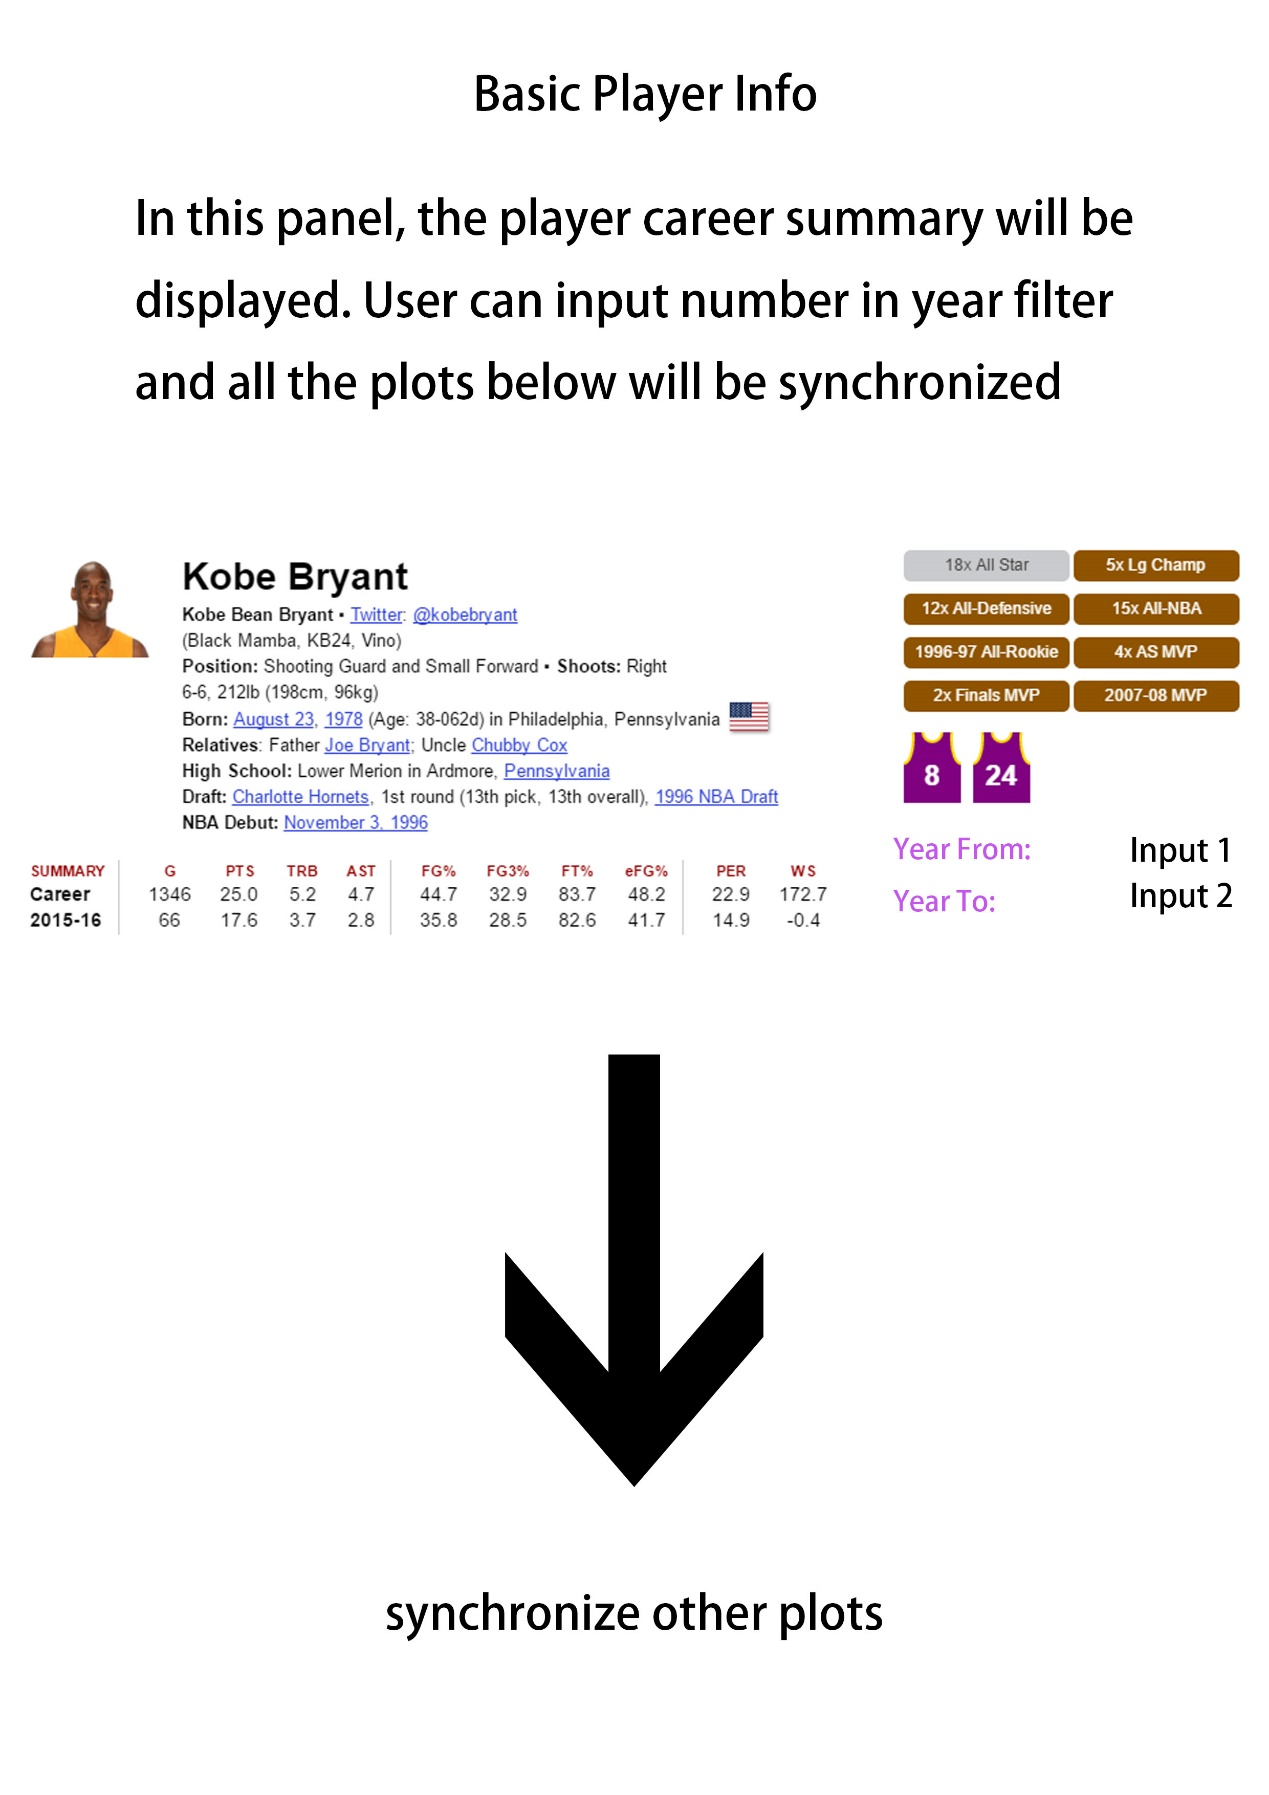 Basic Player Info
In this panel, the player career summary will be
displayed. User can input number in year filter
and all the plots below will be synchronized
Kobe Bryant
Kobe Bean Bryant ▪ Twitter: @kobebryant
(Black Mamba, KB24, Vino)
Position: Shooting Guard and Small Forward ▪ Shoots: Right
6-6, 212lb (198cm, 96kg)
Born: August 23, 1978 (Age: 38-062d) in Philadelphia, Pennsylvania
Relatives: Father Joe Bryant; Uncle Chubby Cox
High School: Lower Merion in Ardmore, Pennsylvania
Draft: Charlotte Hornets, 1st round (13th pick, 13th overall), 1996 NBA Draft
NBA Debut: November 3, 1996
18x All Star 5x Lg Champ
12x All-Defensive 15x All-NBA
1996-97 All-Rookie 4x AS MVP
2x Finals MVP 2007-08 MVP
8 24
Year From: Input 1
Year To: Input 2
SUMMARY G PTS TRB AST FG% FG3% FT% eFG% PER WS
Career 1346 25.0 5.2 4.7 44.7 32.9 83.7 48.2 22.9 172.7
2015-16 66 17.6 3.7 2.8 35.8 28.5 82.6 41.7 14.9 -0.4
synchronize other plots